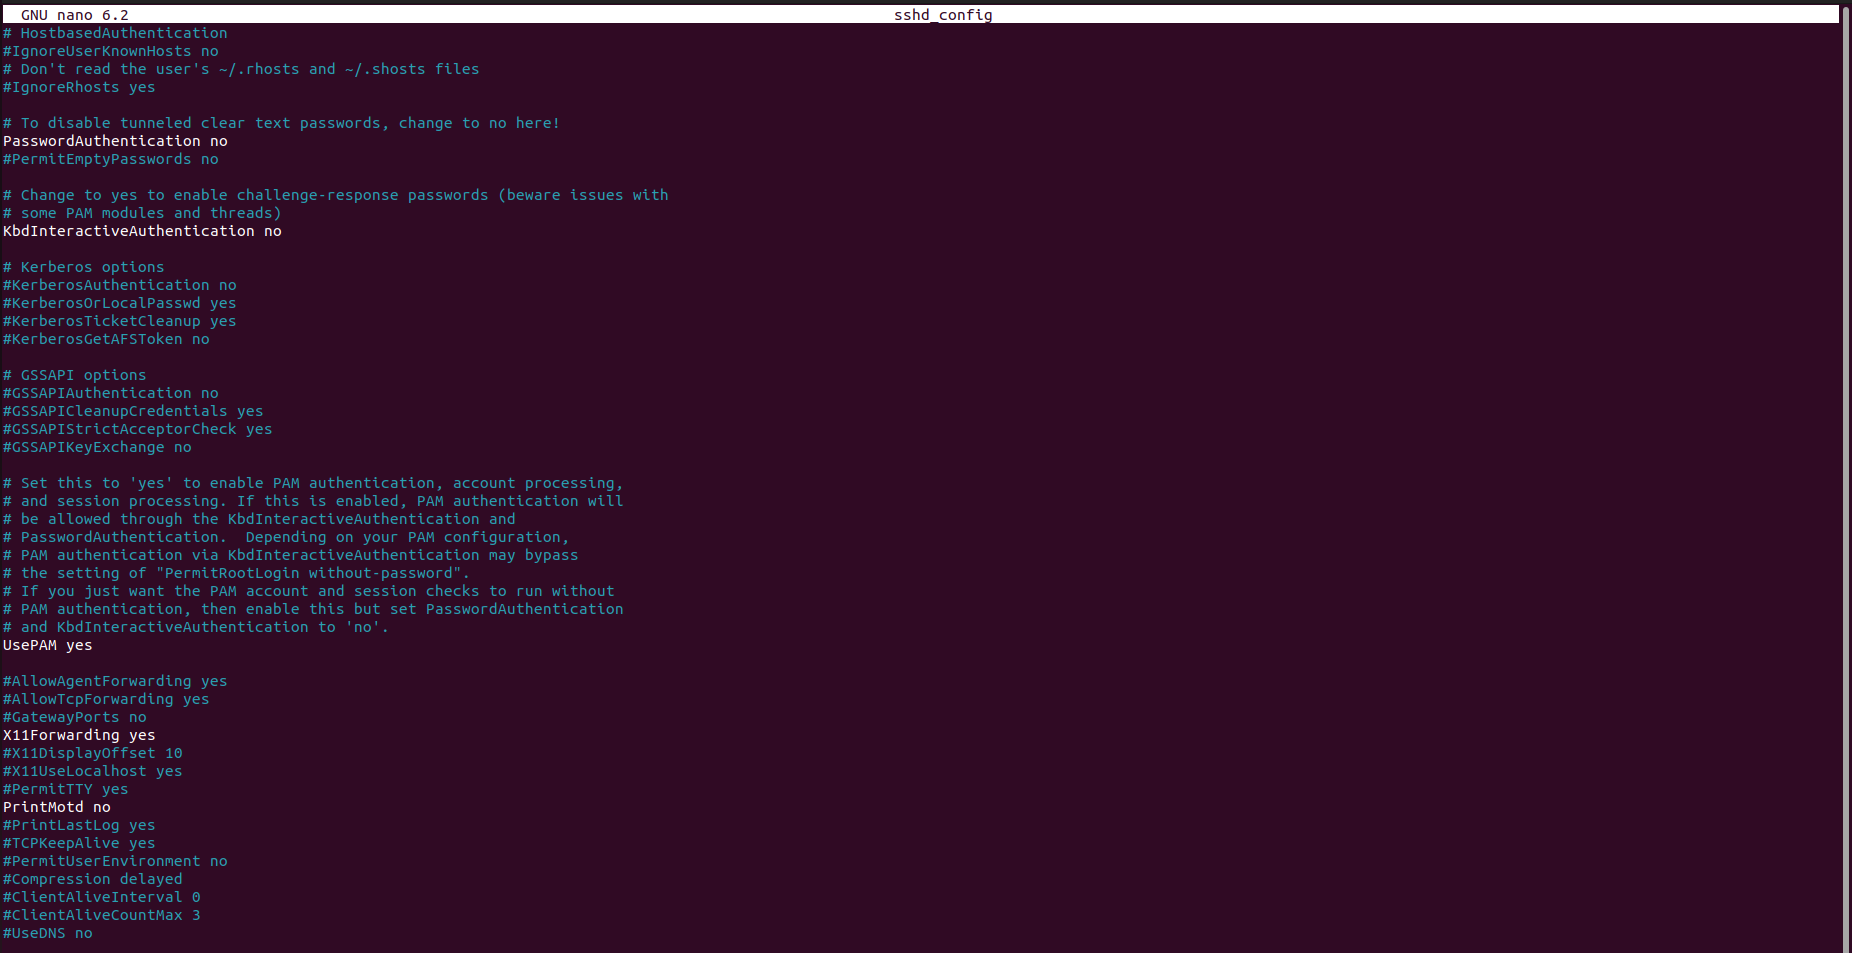 GNU nano 6.2 sshd_config
# HostbasedAuthentication
#IgnoreUserKnownHosts no
# Don't read the user's ~/.rhosts and ~/.shosts files
#IgnoreRhosts yes
# To disable tunneled clear text passwords, change to no here!
PasswordAuthentication no
#PermitEmptyPasswords no
# Change to yes to enable challenge-response passwords (beware issues with
# some PAM modules and threads)
KbdInteractiveAuthentication no
# Kerberos options
#KerberosAuthentication no
#KerberosOrLocalPasswd yes
#KerberosTicketCleanup yes
#KerberosGetAFSToken no
# GSSAPI options
#GSSAPIAuthentication no
#GSSAPICleanupCredentials yes
#GSSAPIStrictAcceptorCheck yes
#GSSAPIKeyExchange no
# Set this to 'yes' to enable PAM authentication, account processing,
# and session processing. If this is enabled, PAM authentication will
# be allowed through the KbdInteractiveAuthentication and
# PasswordAuthentication.  Depending on your PAM configuration,
# PAM authentication via KbdInteractiveAuthentication may bypass
# the setting of "PermitRootLogin without-password".
# If you just want the PAM account and session checks to run without
# PAM authentication, then enable this but set PasswordAuthentication
# and KbdInteractiveAuthentication to 'no'.
UsePAM yes
#AllowAgentForwarding yes
#AllowTcpForwarding yes
#GatewayPorts no
X11Forwarding yes
#X11DisplayOffset 10
#X11UseLocalhost yes
#PermitTTY yes
PrintMotd no
#PrintLastLog yes
#TCPKeepAlive yes
#PermitUserEnvironment no
#Compression delayed
#ClientAliveInterval 0
#ClientAliveCountMax 3
#UseDNS no